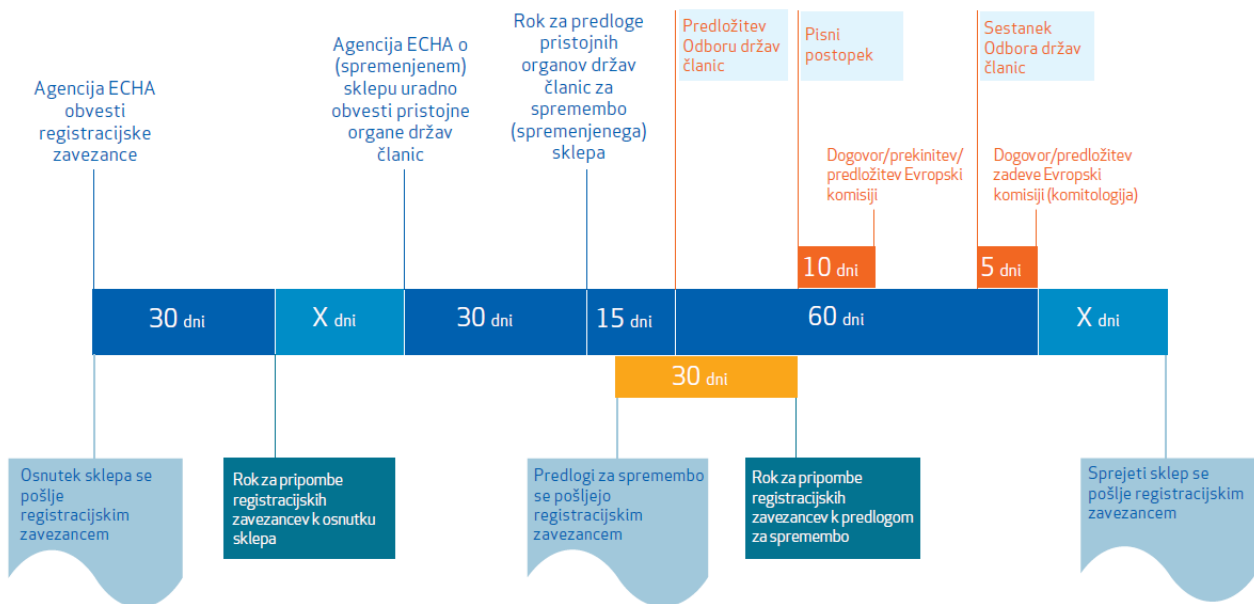 Agencija ECHA
obvesti
registracijske
zavezance
Agencija ECHA o
(spremenjenem)
sklepu uradno
obvesti pristojne
organe držav
članic
Rok za predloge
pristojnih
organov držav
članic za
spremembo
(spremenjenega)
sklepa
Predložitev
Odboru držav
članic
Pisni
postopek
Sestanek
Odbora držav
članic
Dogovor/prekinitev/
predložitev Evropski
komisiji
Dogovor/predložitev
zadeve Evropski
komisiji (komitologija)
10 dni
5 dni
30 dni
X dni
30 dni
15 dni
60 dni
X dni
30 dni
Osnutek sklepa se
pošlje
registracijskim
zavezancem
Rok za pripombe
registracijskih
zavezancev k osnutku
sklepa
Predlogi za spremembo
se pošljejo
registracijskim
zavezancem
Rok za pripombe
registracijskih
zavezancev k predlogom
za spremembo
Sprejeti sklep se
pošlje registracijskim
zavezancem